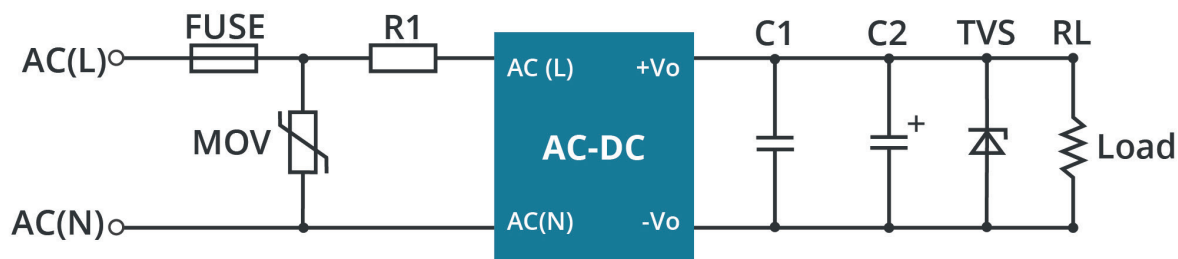 FUSE R1 C1 C2 TVS RL
AC(L) AC (L) +Vo
MOV AC-DC + Load
AC(N) AC(N) -Vo